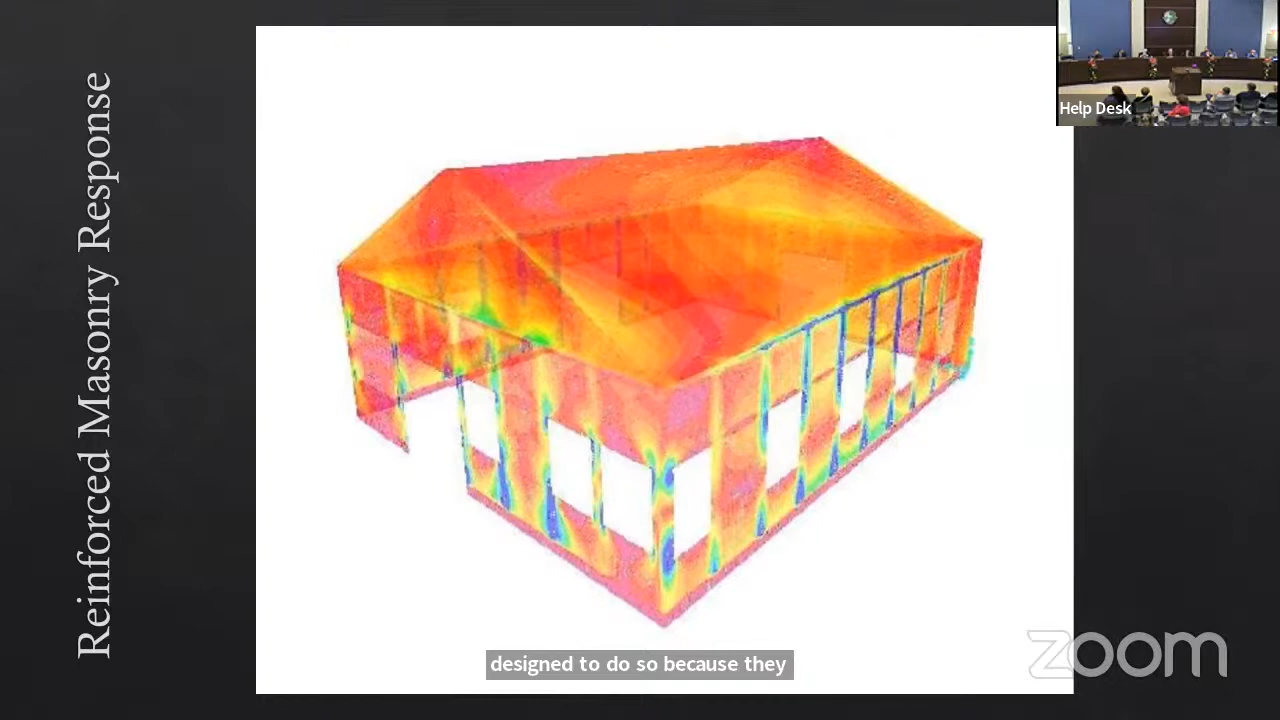 Reinforced Masonry Response
Help Desk
designed to do so because they
zoom